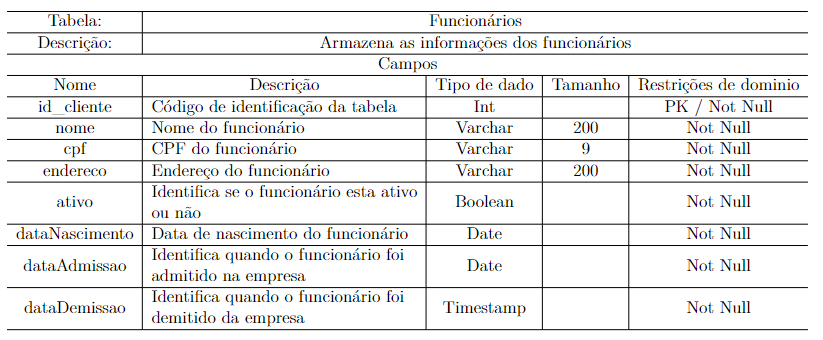 Tabela: Funcionários
Descrição: Armazena as informações dos funcionários
Campos
Nome Descrição Tipo de dado Tamanho Restrições de dominio
id_cliente Código de identificação da tabela Int PK / Not Null
nome Nome do funcionário Varchar 200 Not Null
cpf CPF do funcionário Varchar 9 Not Null
endereco Endereço do funcionário Varchar 200 Not Null
ativo Identifica se o funcionário esta ativo
ou não Boolean Not Null
dataNascimento Data de nascimento do funcionário Date Not Null
dataAdmissao Identifica quando o funcionário foi
admitido na empresa Date Not Null
dataDemissao Identifica quando o funcionário foi
demitido da empresa Timestamp Not Null